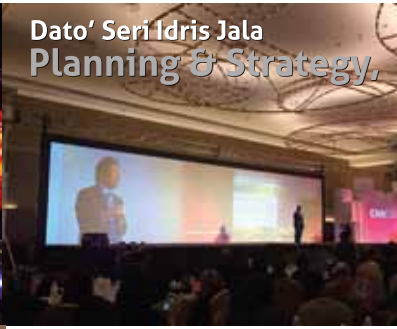 Dato’ Seri Idris Jala
Planning & Strategy,